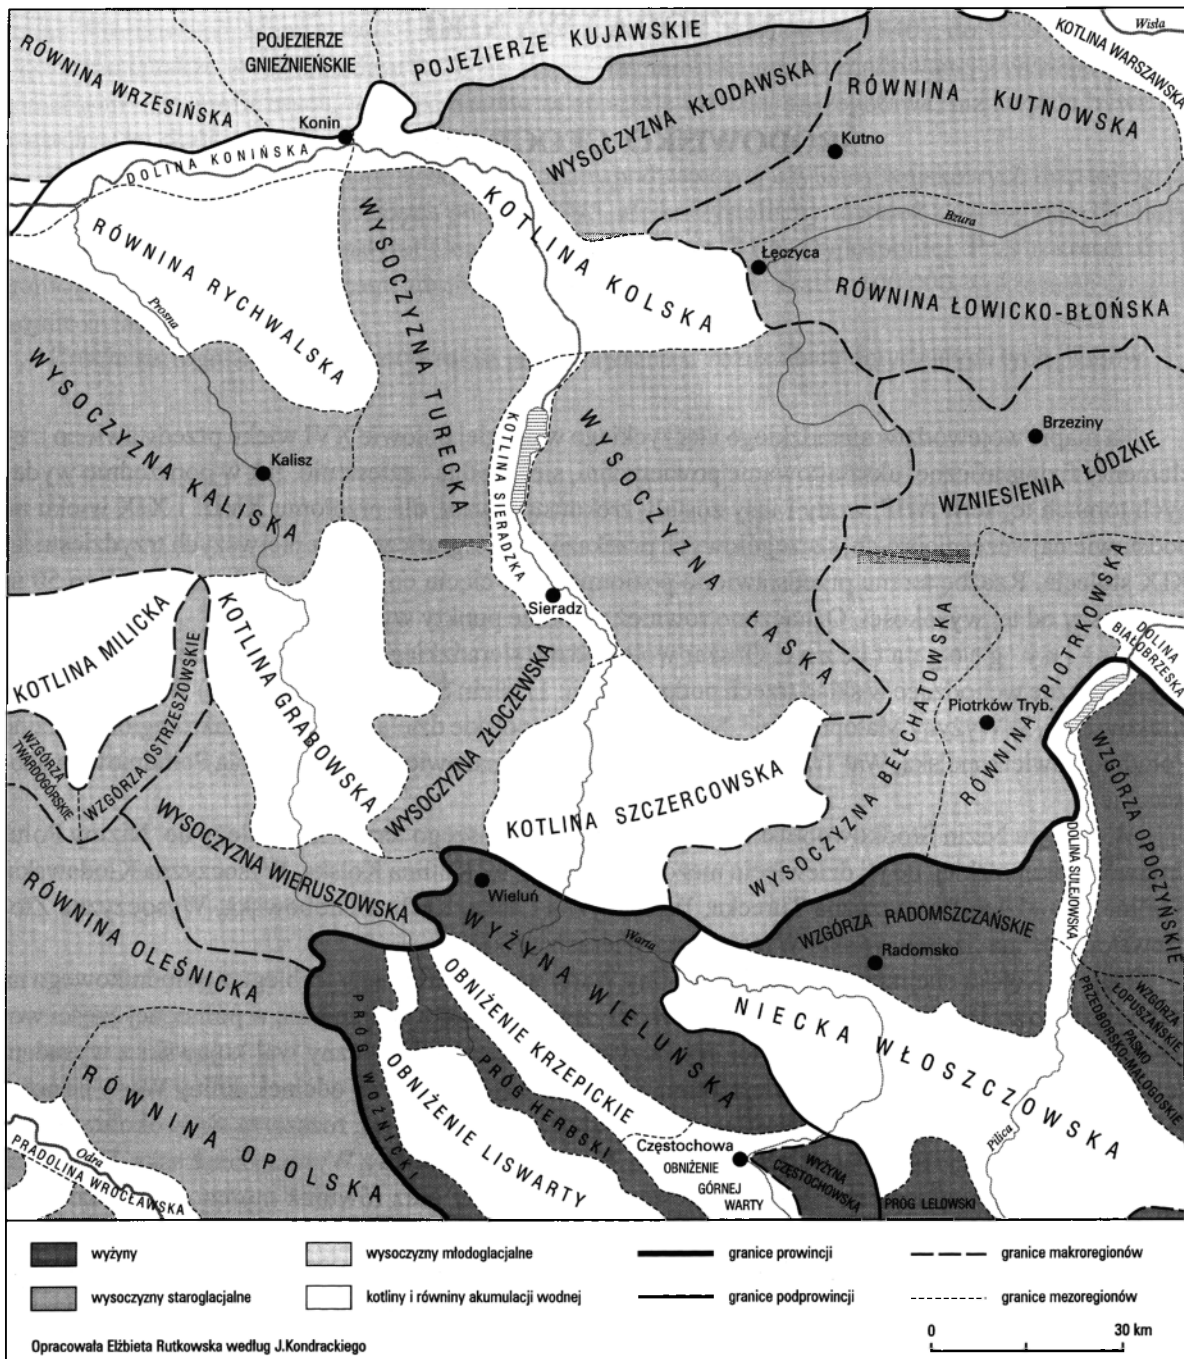 Wisła
KOTLINA WARSZAWSKA
RÓWNINA WRZESIŃSKA
POJEZIERZE
GNIEŹNIEŃSKIE
POJEZIERZE KUJAWSKIE
WYSOCZYZNA KŁODAWSKA
RÓWNINA KUTNOWSKA
Konin
Kutno
DOLINA KONIŃSKA
Bzura
Łęczyca
RÓWNINA RYCHWALSKA
WYSOCZYZNA TURECKA
KOTLINA KOLSKA
RÓWNINA ŁOWICKO-BŁOŃSKA
Prosna
WYSOCZYZNA KALISKA
Kalisz
KOTLINA SIERADZKA
WYSOCZYZNA ŁASKA
Brzeziny
WZNIESIENIA ŁÓDZKIE
Sieradz
KOTLINA MILICKA
KOTLINA GRABOWSKA
WYSOCZYZNA ZŁOCZEWSKA
WYSOCZYZNA BEŁCHATOWSKA
RÓWNINA PIOTRKOWSKA
DOLINA
BIAŁOBRZESKA
Piotrków Tryb.
WZGÓRZA
TWARDOGÓRSKIE
WZGÓRZA OSTRZESZOWSKIE
KOTLINA SZCZERCOWSKA
WZGÓRZA OPOCZYŃSKIE
DOLINA SULEJOWSKA
WYSOCZYZNA WIERUSZOWSKA
Wieluń
RÓWNINA OLEŚNICKA
WYŻYNA WIELUŃSKA
Warta
WZGÓRZA RADOMSZCZAŃSKIE
Radomsko
WZGÓRZA
ŁOPUSZAŃSKIE
PASMO
PRZEDBORSKO-MAŁOGOSKIE
NIECKA WŁOSZCZOWSKA
PRÓG WOŹNICKI
OBNIŻENIE KRZEPICKIE
PRÓG HERBSKI
OBNIŻENIE LISWARTY
RÓWNINA OPOLSKA
Odra
PRADOLINA WROCŁAWSKA
Częstochowa
OBNIŻENIE
GÓRNEJ
WARTY
WYŻYNA
CZĘSTOCHOWSKA
PRÓG LELOWSKI
Pilica
wyżyny
wysoczyzny młodoglacjalne
granice prowincji
granice makroregionów
wysoczyzny staroglacjalne
kotliny i równiny akumulacji wodnej
granice podprowincji
granice mezoregionów
Opracowała Elżbieta Rutkowska według J.Kondrackiego
0 30 km